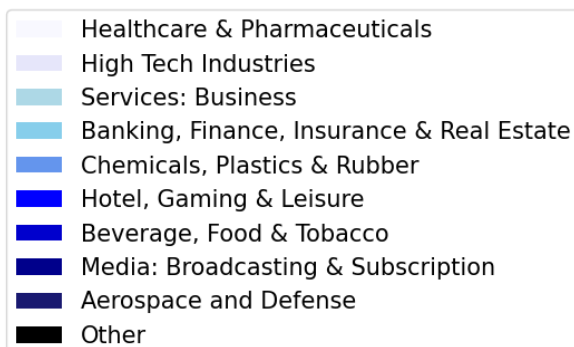 Healthcare & Pharmaceuticals
High Tech Industries
Services: Business
Banking, Finance, Insurance & Real Estate
Chemicals, Plastics & Rubber
Hotel, Gaming & Leisure
Beverage, Food & Tobacco
Media: Broadcasting & Subscription
Aerospace and Defense
Other